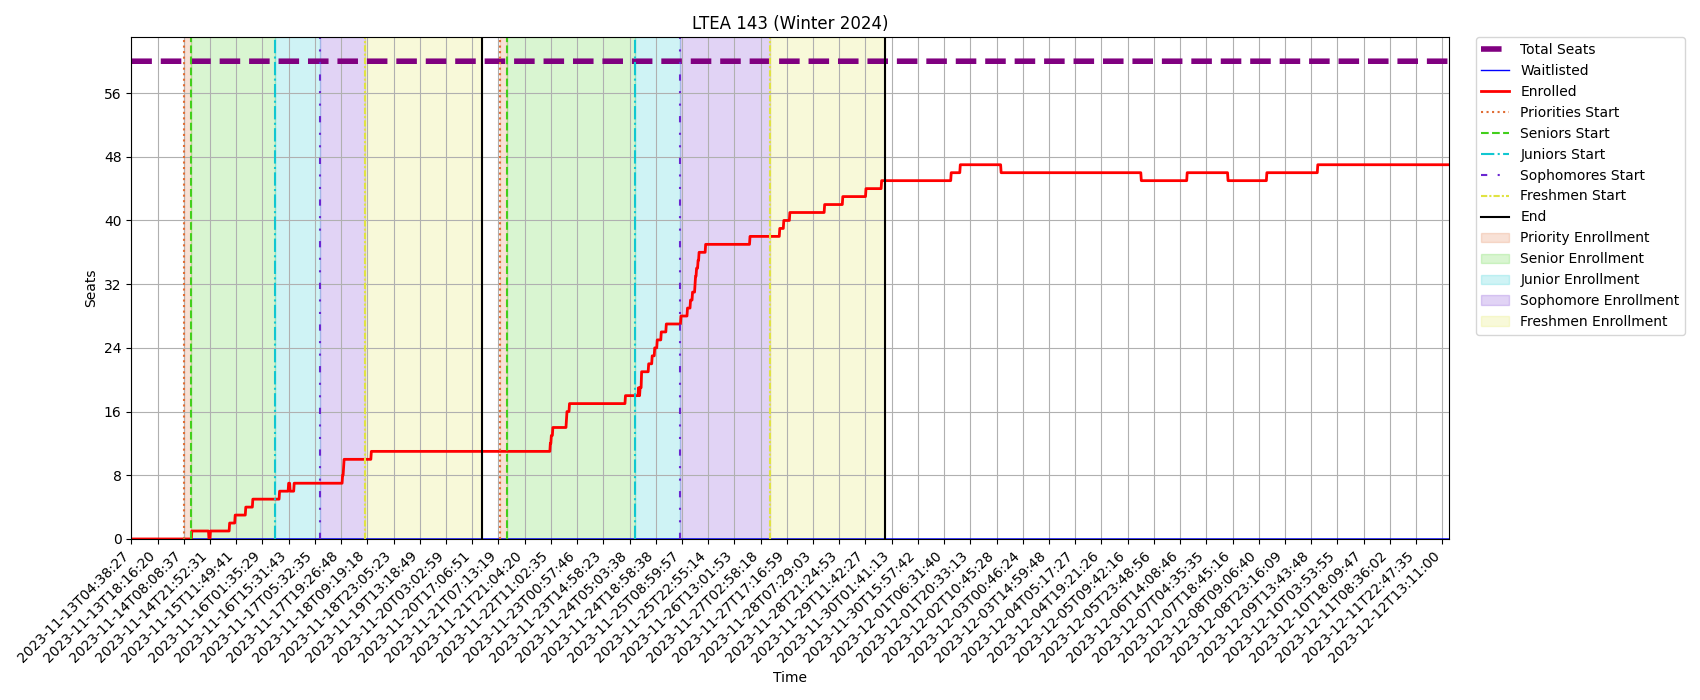 LTEA 143 (Winter 2024)
Seats
56
48
40
32
24
16
8
0
2023-11-13T04:38:27
2023-11-13T18:16:20
2023-11-14T08:08:37
2023-11-14T21:52:31
2023-11-15T11:49:41
2023-11-16T01:35:29
2023-11-16T15:31:43
2023-11-17T05:32:35
2023-11-17T19:26:48
2023-11-18T09:19:18
2023-11-18T23:05:23
2023-11-19T13:18:49
2023-11-20T03:02:59
2023-11-20T17:06:51
2023-11-21T07:13:19
2023-11-21T21:04:20
2023-11-22T11:02:35
2023-11-23T00:57:46
2023-11-23T14:58:23
2023-11-24T05:03:38
2023-11-24T18:58:38
2023-11-25T08:59:57
2023-11-25T22:55:14
2023-11-26T13:01:53
2023-11-27T02:58:18
2023-11-27T17:16:59
2023-11-28T07:29:03
2023-11-28T21:24:53
2023-11-29T11:42:27
2023-11-30T01:41:13
2023-11-30T15:57:42
2023-12-01T06:31:40
2023-12-01T20:33:13
2023-12-02T10:45:28
2023-12-03T00:46:24
2023-12-03T14:59:48
2023-12-04T05:17:27
2023-12-04T19:21:26
2023-12-05T09:42:16
2023-12-05T23:48:56
2023-12-06T14:08:46
2023-12-07T04:35:35
2023-12-07T18:45:16
2023-12-08T09:06:40
2023-12-08T23:16:09
2023-12-09T13:43:48
2023-12-10T03:53:55
2023-12-10T18:09:47
2023-12-11T08:36:02
2023-12-11T22:47:35
2023-12-12T13:11:00
Time
Total Seats
Waitlisted
Enrolled
Priorities Start
Seniors Start
Juniors Start
Sophomores Start
Freshmen Start
End
Priority Enrollment
Senior Enrollment
Junior Enrollment
Sophomore Enrollment
Freshmen Enrollment